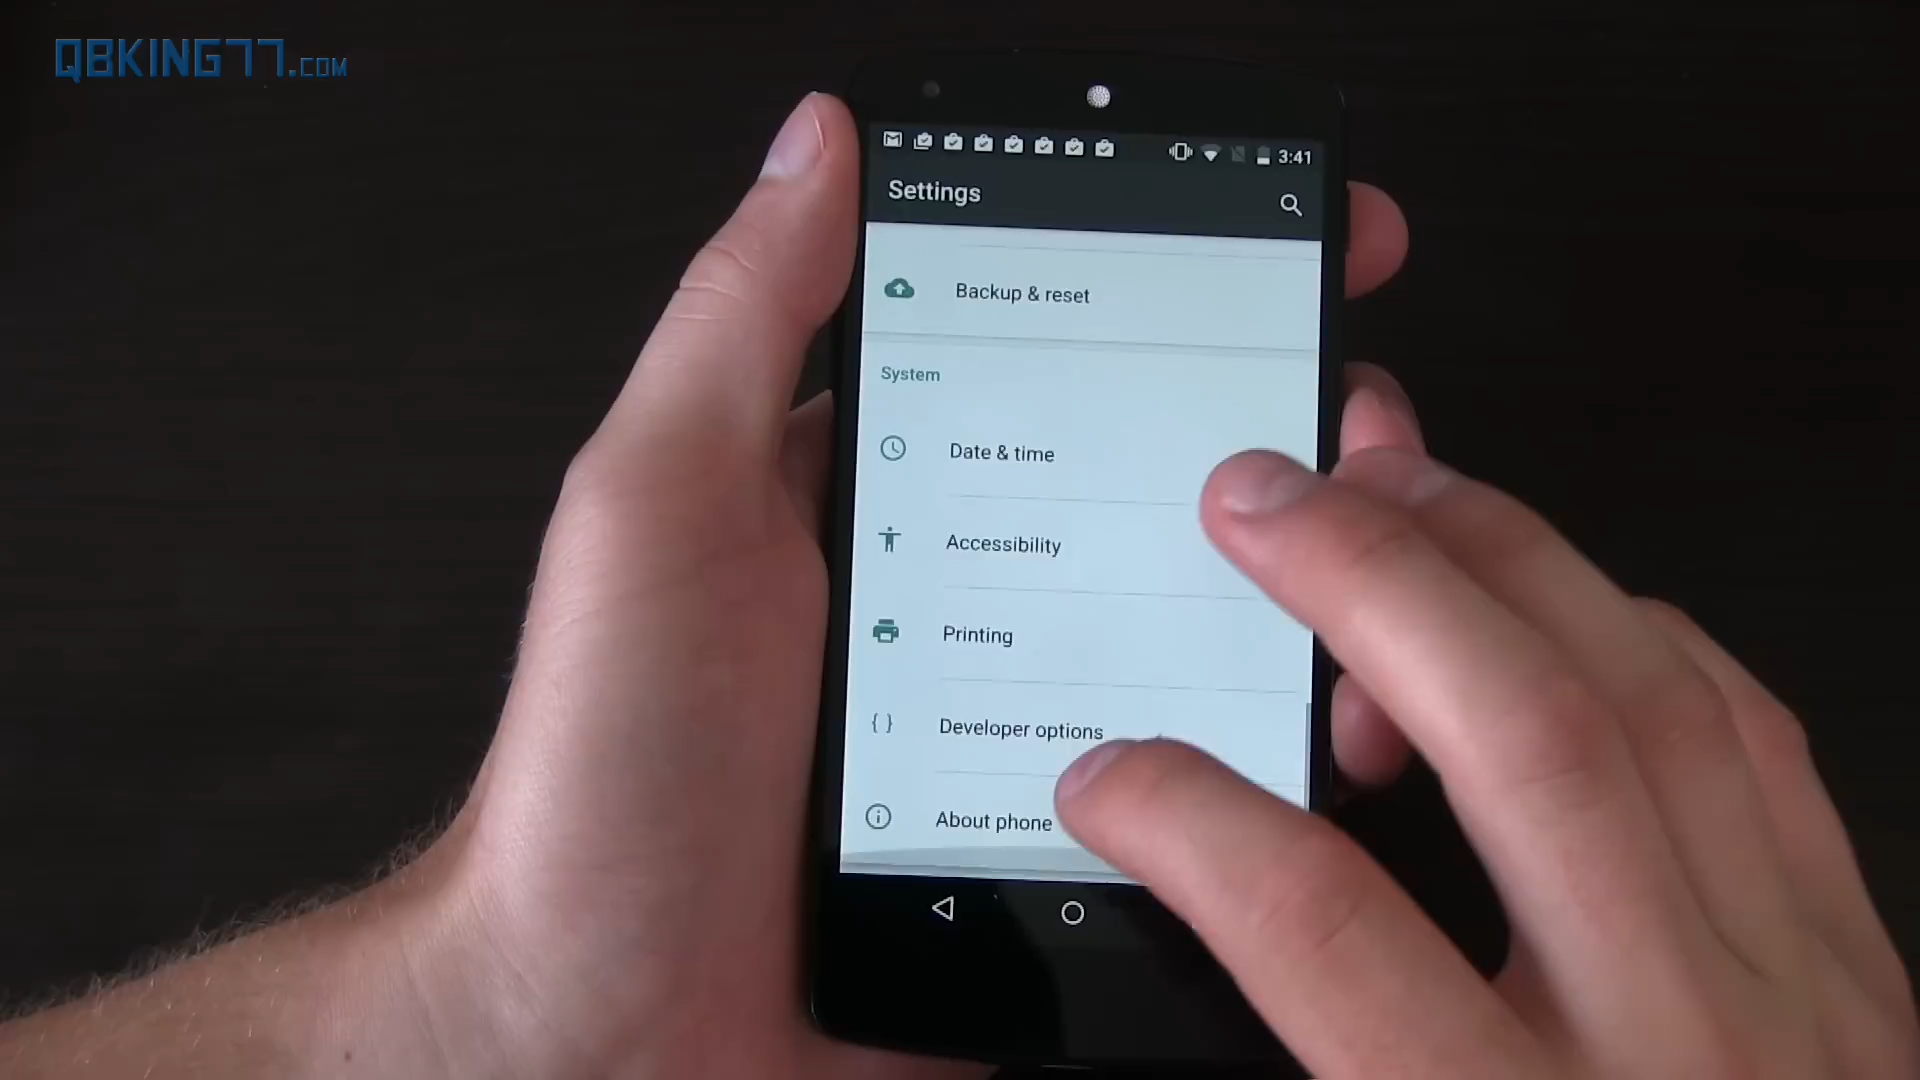 QBKING77.COM
3:41
Settings
Backup & reset
System
Date & time
Accessibility
Printing
Developer options
About phone